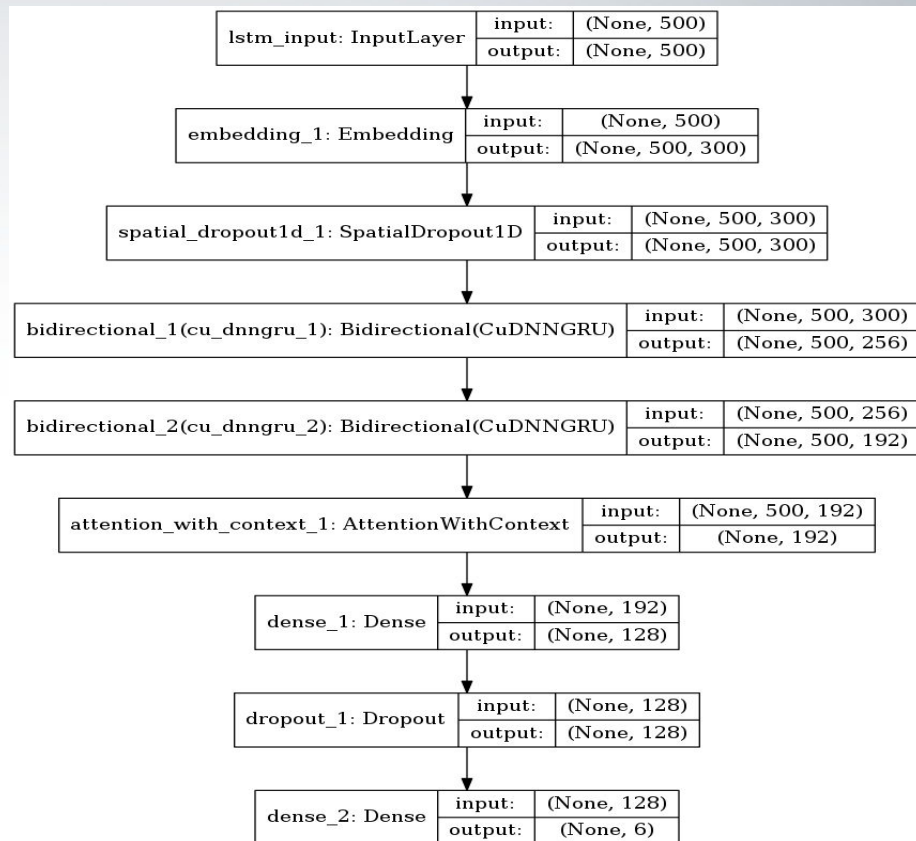 lstm_input: InputLayer
input: (None, 500)
output: (None, 500)
embedding_1: Embedding
input: (None, 500)
output: (None, 500, 300)
spatial_dropout1d_1: SpatialDropout1D
input: (None, 500, 300)
output: (None, 500, 300)
bidirectional_1(cu_dnngru_1): Bidirectional(CuDNNGRU)
input: (None, 500, 300)
output: (None, 500, 256)
bidirectional_2(cu_dnngru_2): Bidirectional(CuDNNGRU)
input: (None, 500, 256)
output: (None, 500, 192)
attention_with_context_1: AttentionWithContext
input: (None, 500, 192)
output: (None, 192)
dense_1: Dense
input: (None, 192)
output: (None, 128)
dropout_1: Dropout
input: (None, 128)
output: (None, 128)
dense_2: Dense
input: (None, 128)
output: (None, 6)